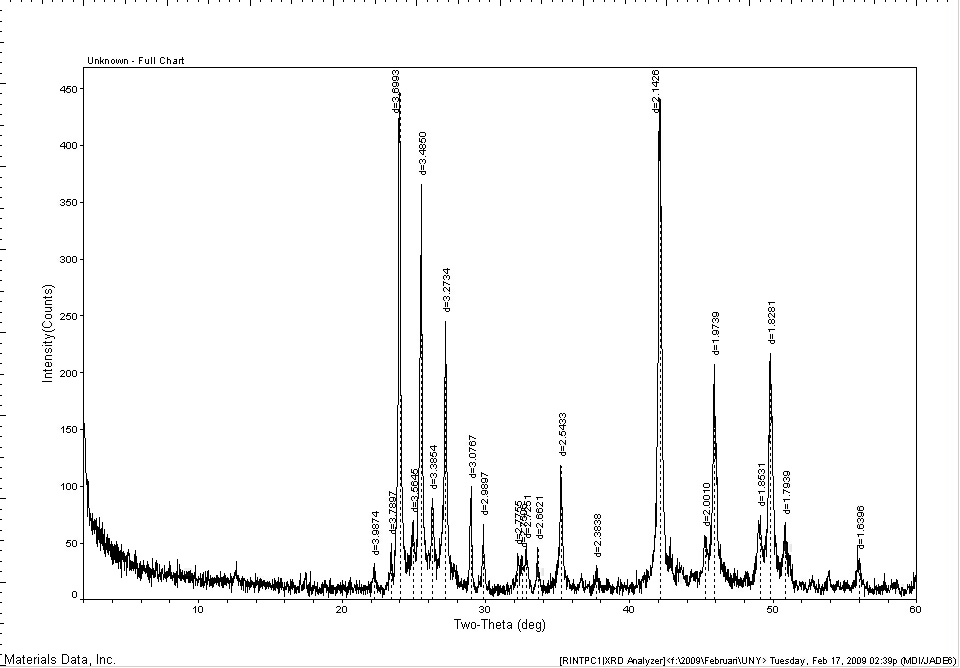 Unknown - Full Chart
Intensity(Counts)
450
400
350
300
250
200
150
100
50
0
d=3.9874
d=3.7897
d=3.6993
d=3.5645
d=3.4850
d=3.3854
d=3.2734
d=3.0767
d=2.9897
d=2.7755
d=2.7251
d=2.6621
d=2.5433
d=2.3838
d=2.1426
d=2.0010
d=1.9739
d=1.8531
d=1.8281
d=1.7939
d=1.6396
10
20
30
40
50
60
Two-Theta (deg)
Materials Data, Inc.
[RINTPC1|XRD Analyzer]<f:\2009\Februari\UNY> Tuesday, Feb 17, 2009 02:39p (MDI/JADE6)